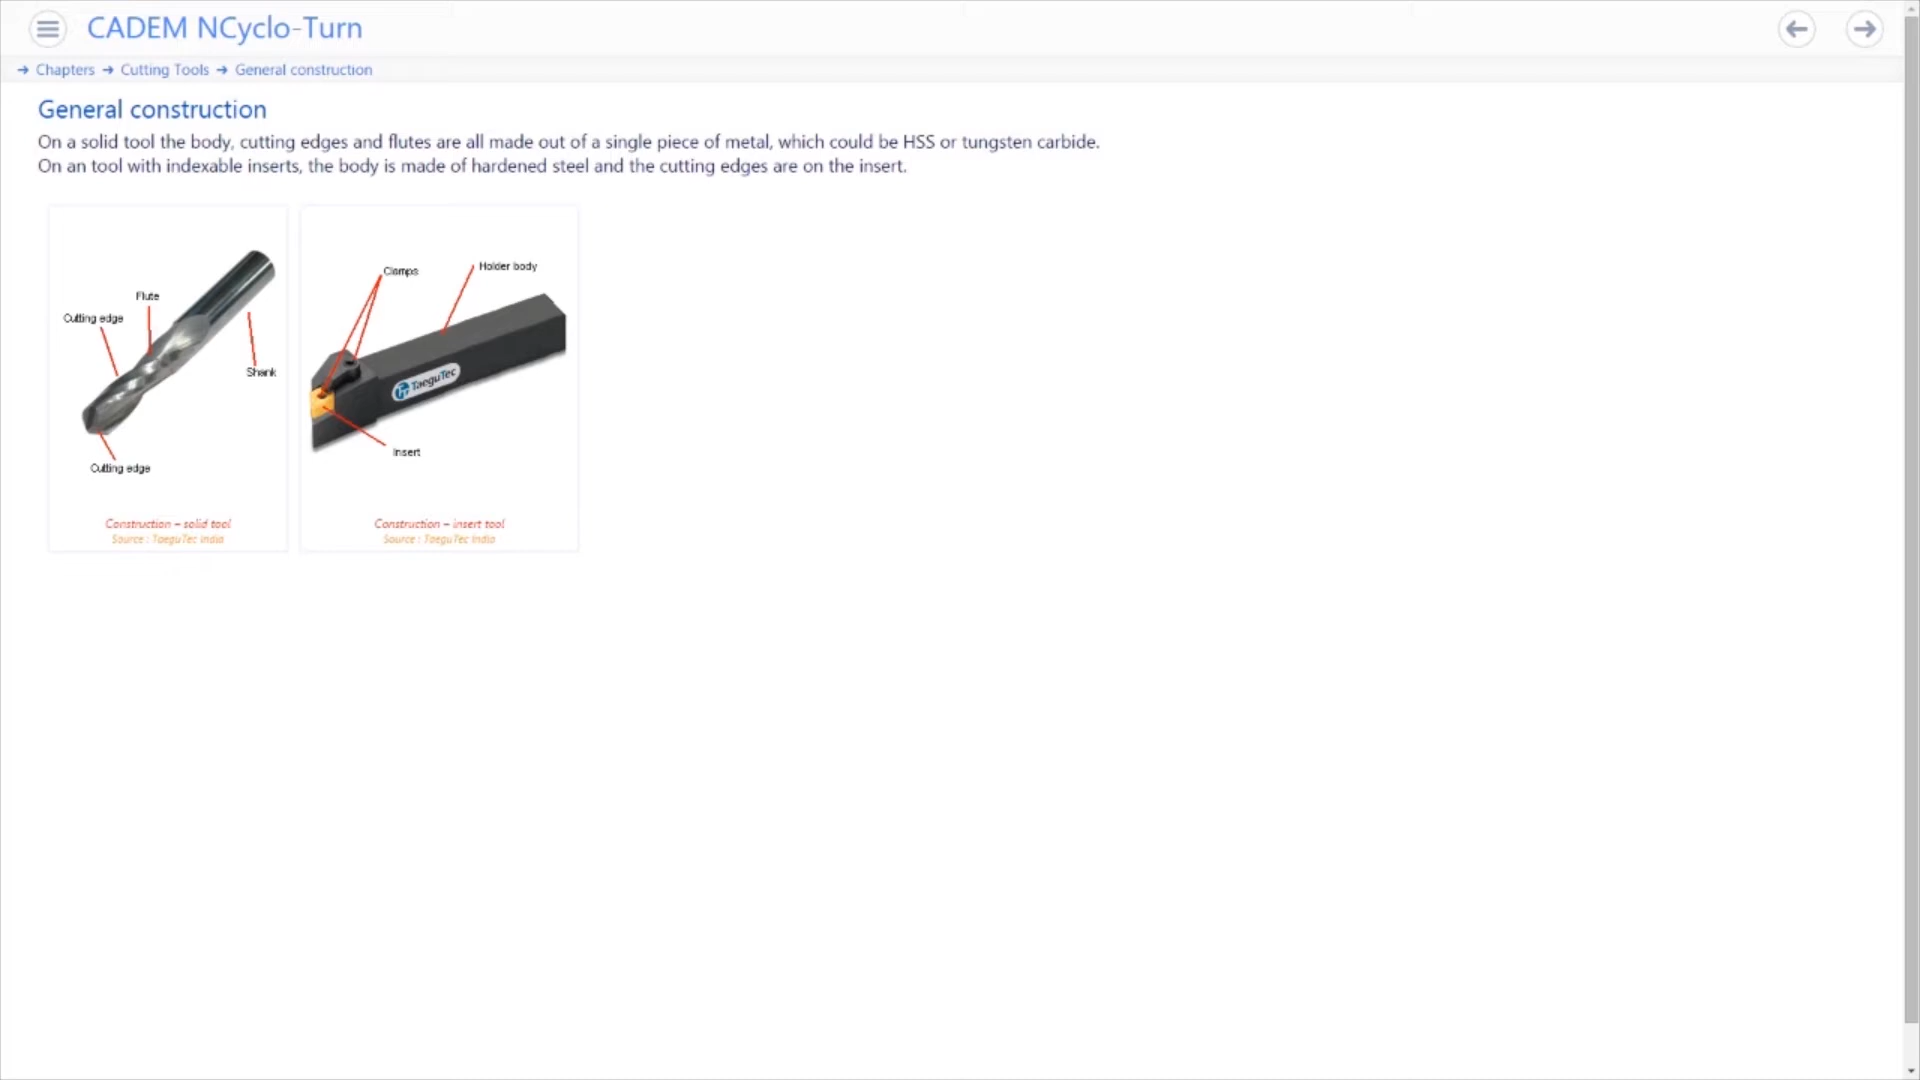 CADEM NCyclo-Turn
➔ Chapters ➔ Cutting Tools ➔ General construction
General construction
On a solid tool the body, cutting edges and flutes are all made out of a single piece of metal, which could be HSS or tungsten carbide.
On an tool with indexable inserts, the body is made of hardened steel and the cutting edges are on the insert.
Flute
Cutting edge
Shank
Cutting edge
Construction – solid tool
Source : TaeguTec India
Clamps
Holder body
TaeguTec
Insert
Construction – insert tool
Source : TaeguTec India